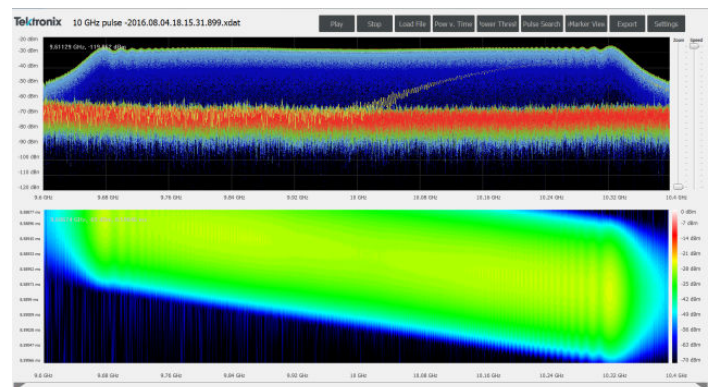 Tektronix 10 GHz pulse -2016.08.04.18.15.31.899.xdat Play Stop Load File Pow v. Time Power Thresl Pulse Search Marker View Export Settings
Zoom Speed
-20 dBm
-30 dBm
-40 dBm
-50 dBm
-60 dBm
-70 dBm
-80 dBm
-90 dBm
-100 dBm
-110 dBm
-120 dBm
9.6 GHz 9.68 GHz 9.76 GHz 9.84 GHz 9.92 GHz 10 GHz 10.08 GHz 10.16 GHz 10.24 GHz 10.32 GHz 10.4 GHz
0 dBm
-7 dBm
-14 dBm
-21 dBm
-28 dBm
-35 dBm
-42 dBm
-49 dBm
-56 dBm
-63 dBm
-70 dBm
9.6 GHz 9.68 GHz 9.76 GHz 9.84 GHz 9.92 GHz 10 GHz 10.08 GHz 10.16 GHz 10.24 GHz 10.32 GHz 10.4 GHz